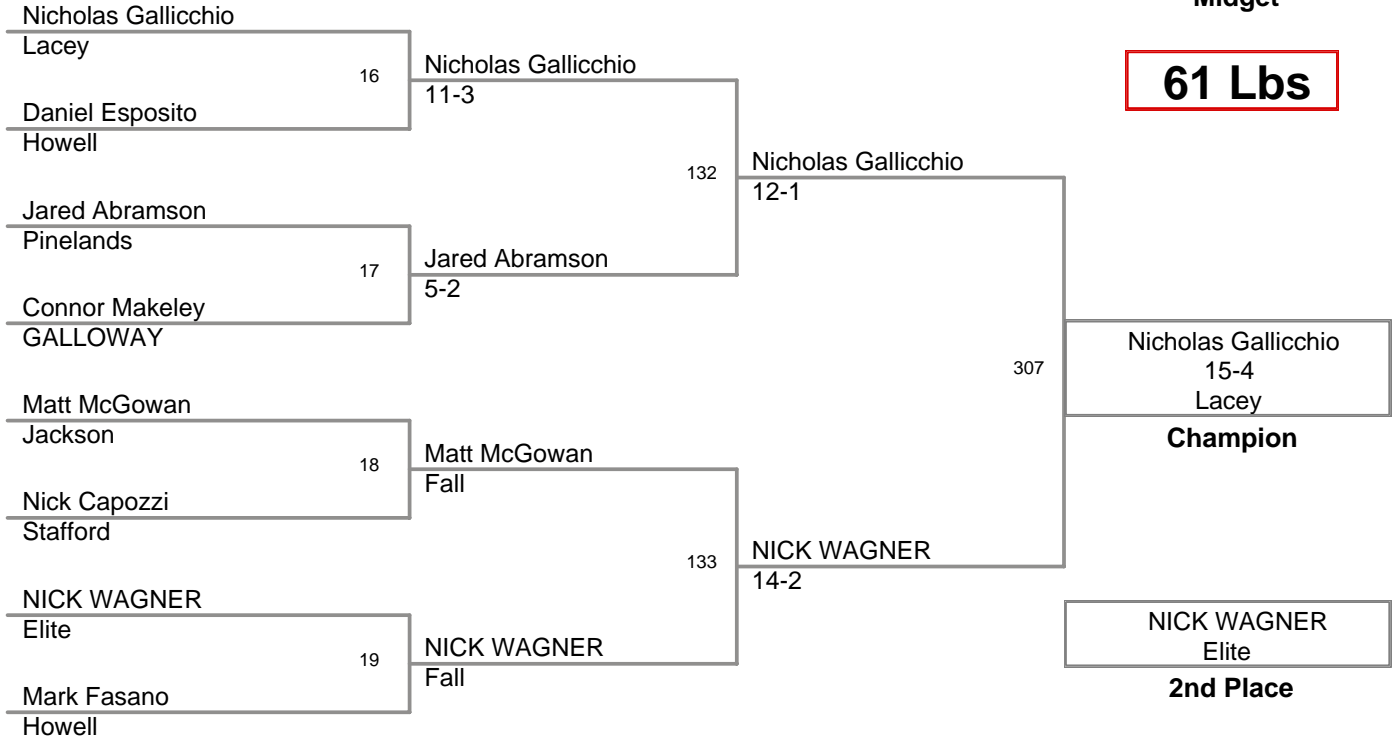 Midget
61 Lbs
Nicholas Gallicchio
Lacey
16
Daniel Esposito
Howell
Nicholas Gallicchio
11-3
Jared Abramson
Pinelands
17
Connor Makeley
GALLOWAY
Jared Abramson
5-2
132
Nicholas Gallicchio
12-1
Matt McGowan
Jackson
18
Nick Capozzi
Stafford
Matt McGowan
Fall
NICK WAGNER
Elite
19
Mark Fasano
Howell
NICK WAGNER
Fall
133
NICK WAGNER
14-2
307
Nicholas Gallicchio
15-4
Lacey
Champion
NICK WAGNER
Elite
2nd Place